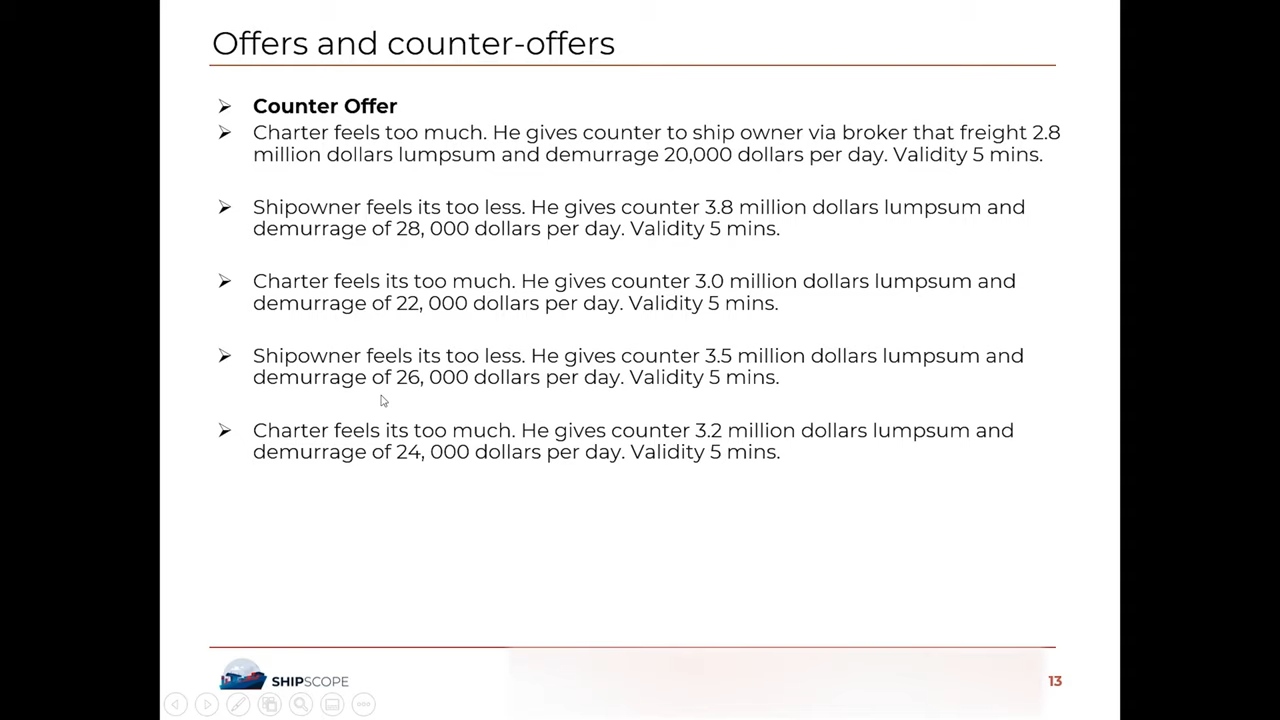 Offers and counter-offers
Counter Offer
Charter feels too much. He gives counter to ship owner via broker that freight 2.8
million dollars lumpsum and demurrage 20,000 dollars per day. Validity 5 mins.
Shipowner feels its too less. He gives counter 3.8 million dollars lumpsum and
demurrage of 28, 000 dollars per day. Validity 5 mins.
Charter feels its too much. He gives counter 3.0 million dollars lumpsum and
demurrage of 22, 000 dollars per day. Validity 5 mins.
Shipowner feels its too less. He gives counter 3.5 million dollars lumpsum and
demurrage of 26, 000 dollars per day. Validity 5 mins.
Charter feels its too much. He gives counter 3.2 million dollars lumpsum and
demurrage of 24, 000 dollars per day. Validity 5 mins.
SHIPSCOPE
13